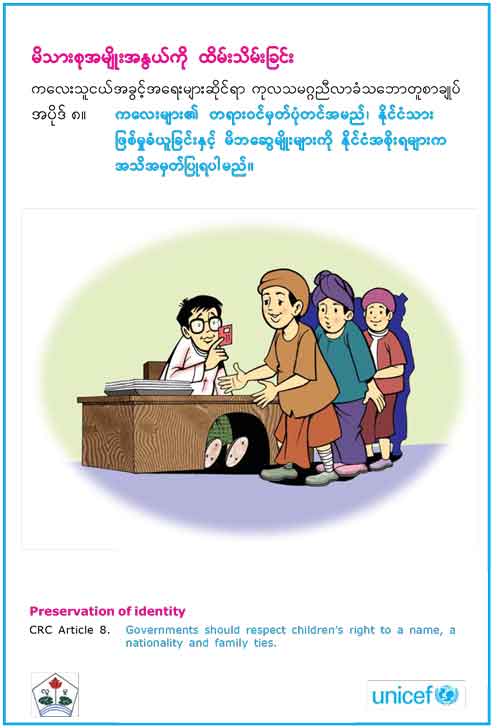 မိသားစုအမျိုးအနွယ်ကို ထိမ်းသိမ်းခြင်း
ကလေးသူငယ်အခွင့်အရေးများဆိုင်ရာ ကုလသမဂ္ဂညီလာခံသဘောတူစာချုပ်
အပိုဒ် ၈။ ကလေးများ၏ တရားဝင်မှတ်ပုံတင်အမည်၊ နိုင်ငံသား
ဖြစ်မှုခံယူခြင်းနှင့် မိဘဆွေမျိုးများကို နိုင်ငံအစိုးရများက
အသိအမှတ်ပြုရပါမည်။
Preservation of identity
CRC Article 8. Governments should respect children's right to a name, a
nationality and family ties.
unicef